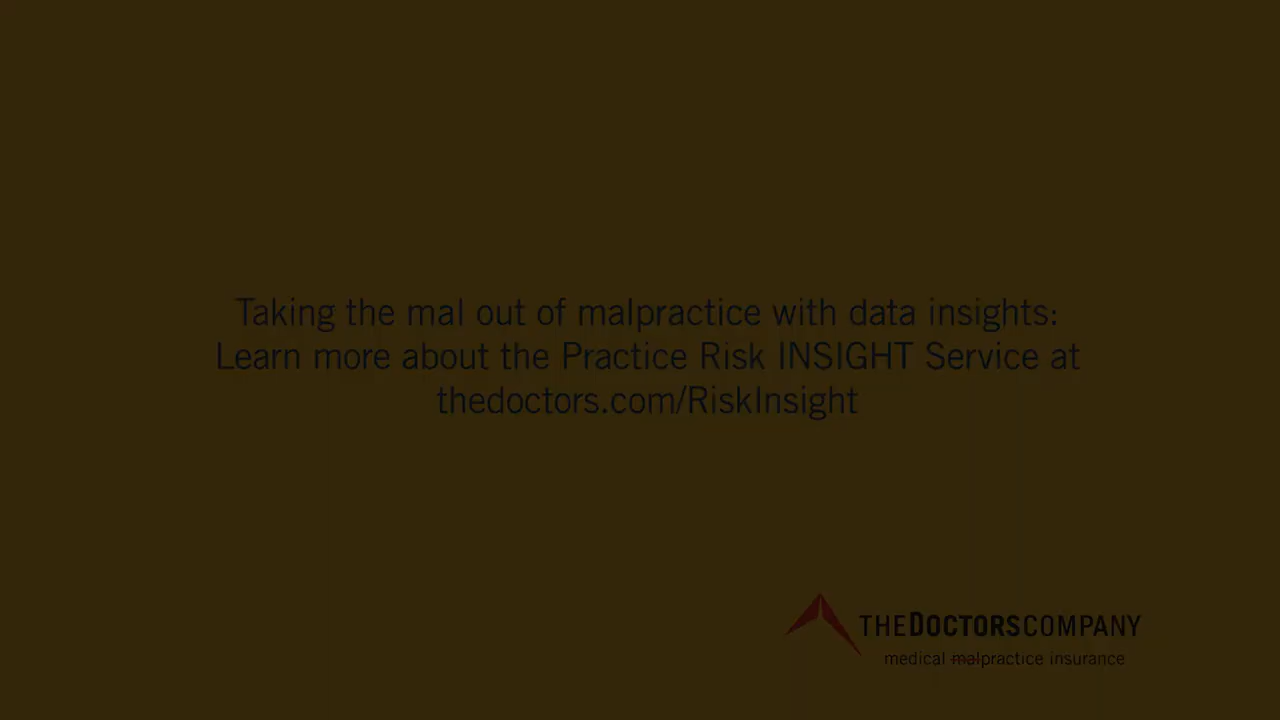 Taking the mal out of malpractice with data insights:
Learn more about the Practice Risk INSIGHT Service at
thedoctors.com/RiskInsight
THEDOCTORSCOMPANY
medical malpractice insurance